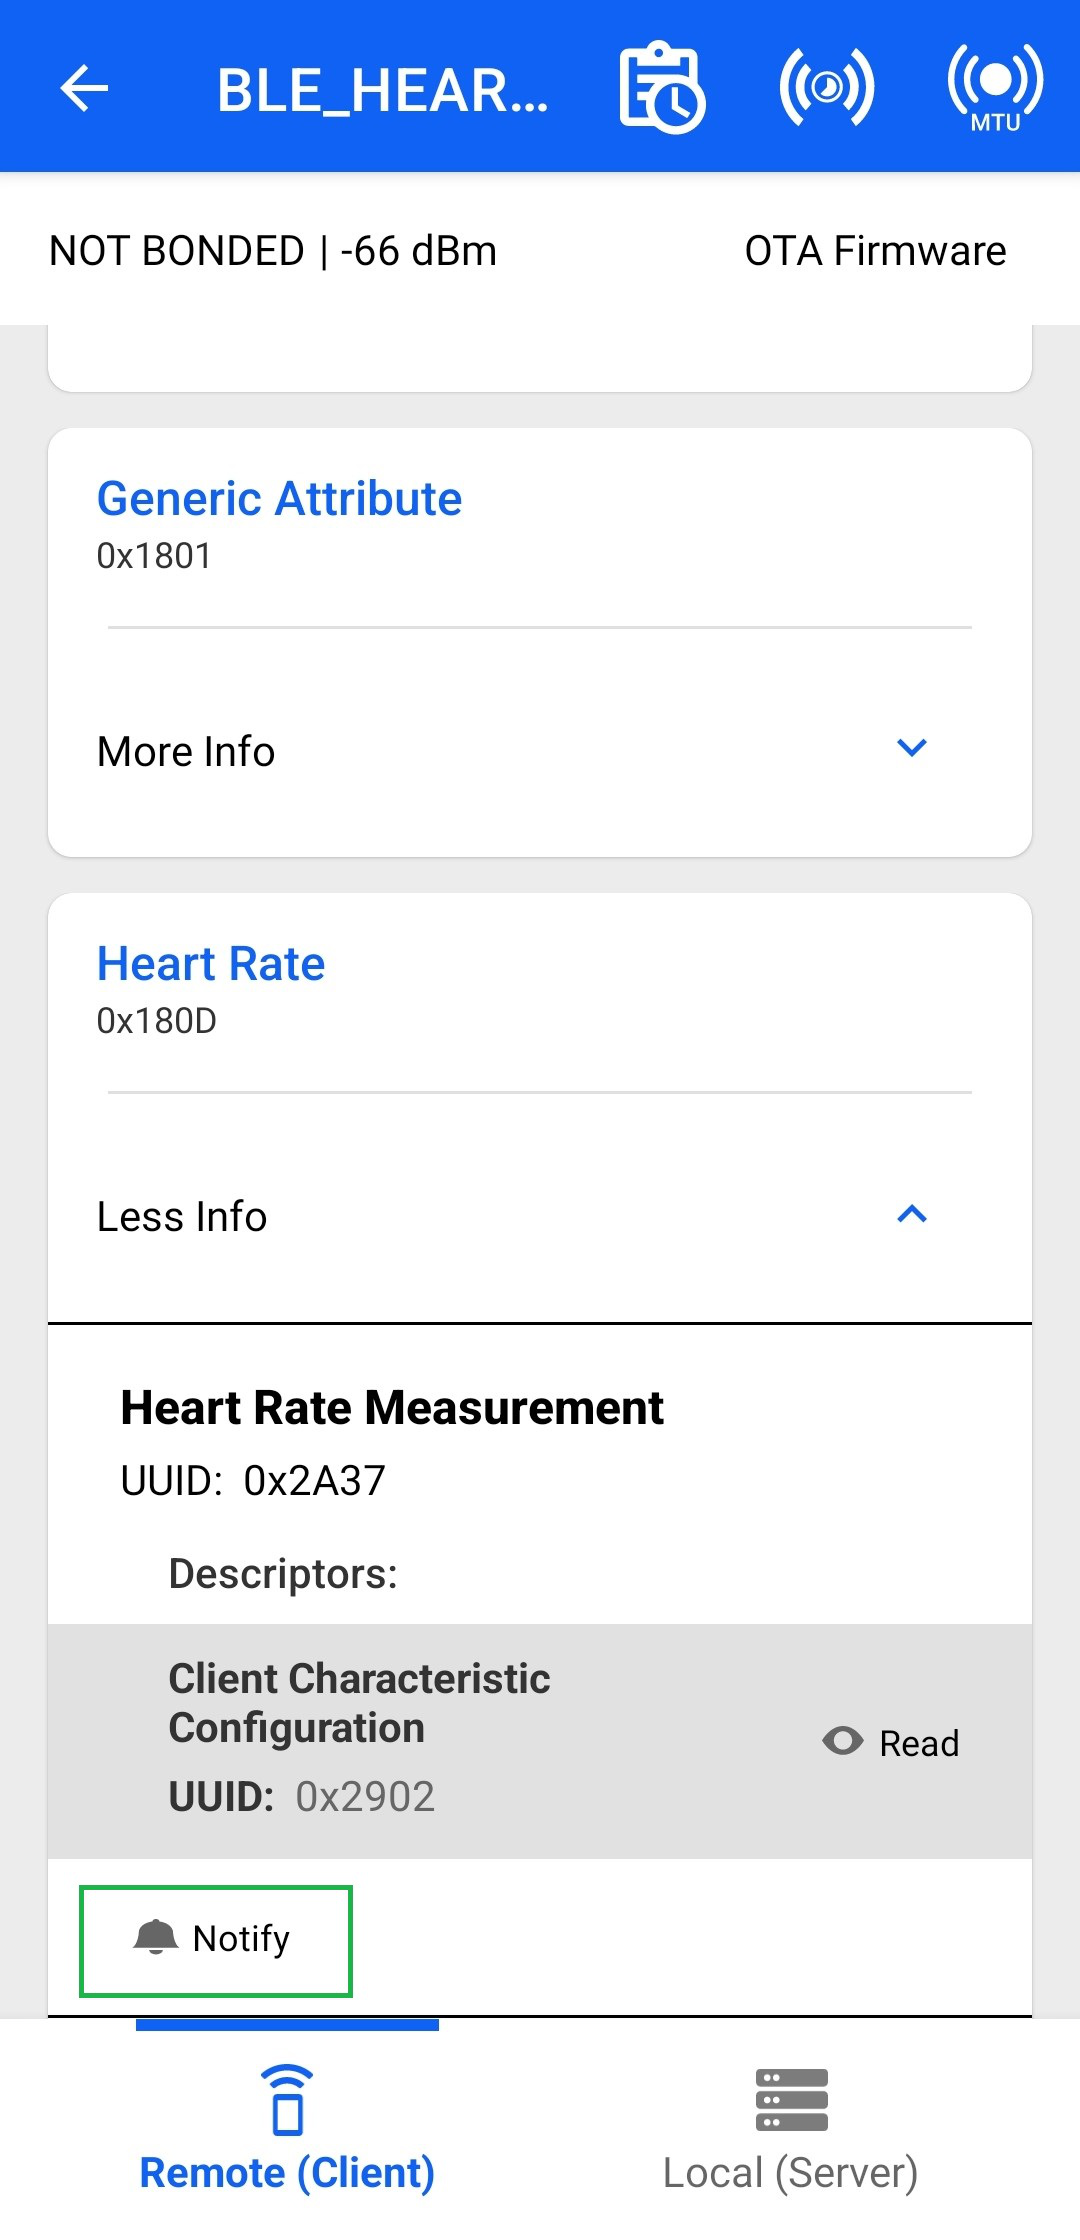 BLE_HEAR...
MTU
NOT BONDED | -66 dBm
OTA Firmware
Generic Attribute
0x1801
More Info
Heart Rate
0x180D
Less Info
Heart Rate Measurement
UUID: 0x2A37
Descriptors:
Client Characteristic
Configuration
Read
UUID: 0x2902
Notify
Remote (Client)
Local (Server)